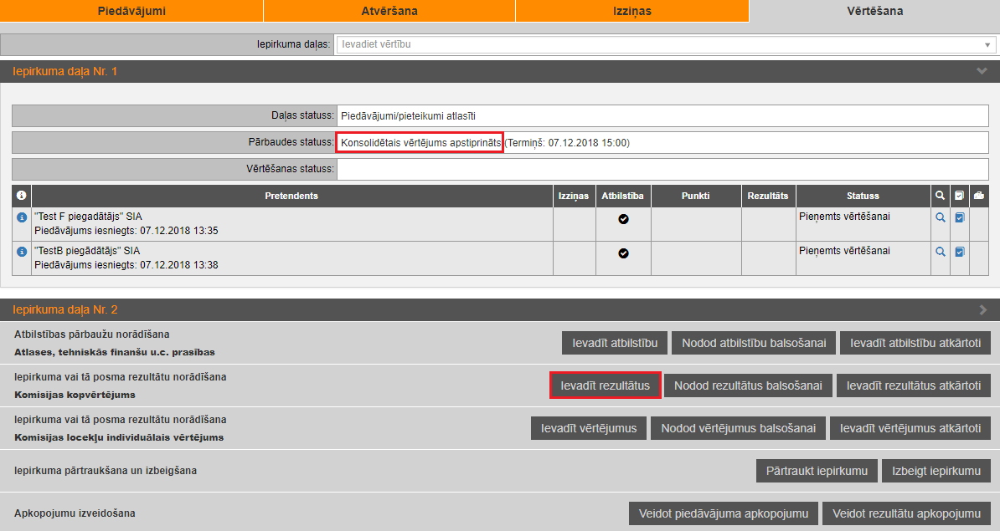 Piedāvājumi Atvēršana Izziņas Vērtēšana
Iepirkuma daļas: Ievadiet vērtību
Iepirkuma daļa Nr. 1
Daļas statuss: Piedāvājumi/pieteikumi atlasīti
Pārbaudes statuss: Konsolidētais vērtējums apstiprināts (Termiņš: 07.12.2018 15:00)
Vērtēšanas statuss:
Pretendents Izziņas Atbilstība Punkti Rezultāts Statuss
"Test F piegadātājs" SIA Pieņemts vērtēšanai
Piedāvājums iesniegts: 07.12.2018 13:35
"TestB piegādātājs" SIA Pieņemts vērtēšanai
Piedāvājums iesniegts: 07.12.2018 13:38
Iepirkuma daļa Nr. 2
Atbilstības pārbaužu norādīšana
Atlases, tehniskās finanšu u.c. prasības
Ievadīt atbilstību Nodod atbilstību balsošanai Ievadīt atbilstību atkārtoti
Iepirkuma vai tā posma rezultātu norādīšana
Komisijas kopvērtējums
Ievadīt rezultātus Nodod rezultātus balsošanai Ievadīt rezultātus atkārtoti
Iepirkuma vai tā posma rezultātu norādīšana
Komisijas locekļu individuālais vērtējums
Ievadīt vērtējumus Nodod vērtējumus balsošanai Ievadīt vērtējumus atkārtoti
Iepirkuma pārtraukšana un izbeigšana Pārtraukt iepirkumu Izbeigt iepirkumu
Apkopojumu izveidošana Veidot piedāvājuma apkopojumu Veidot rezultātu apkopojumu